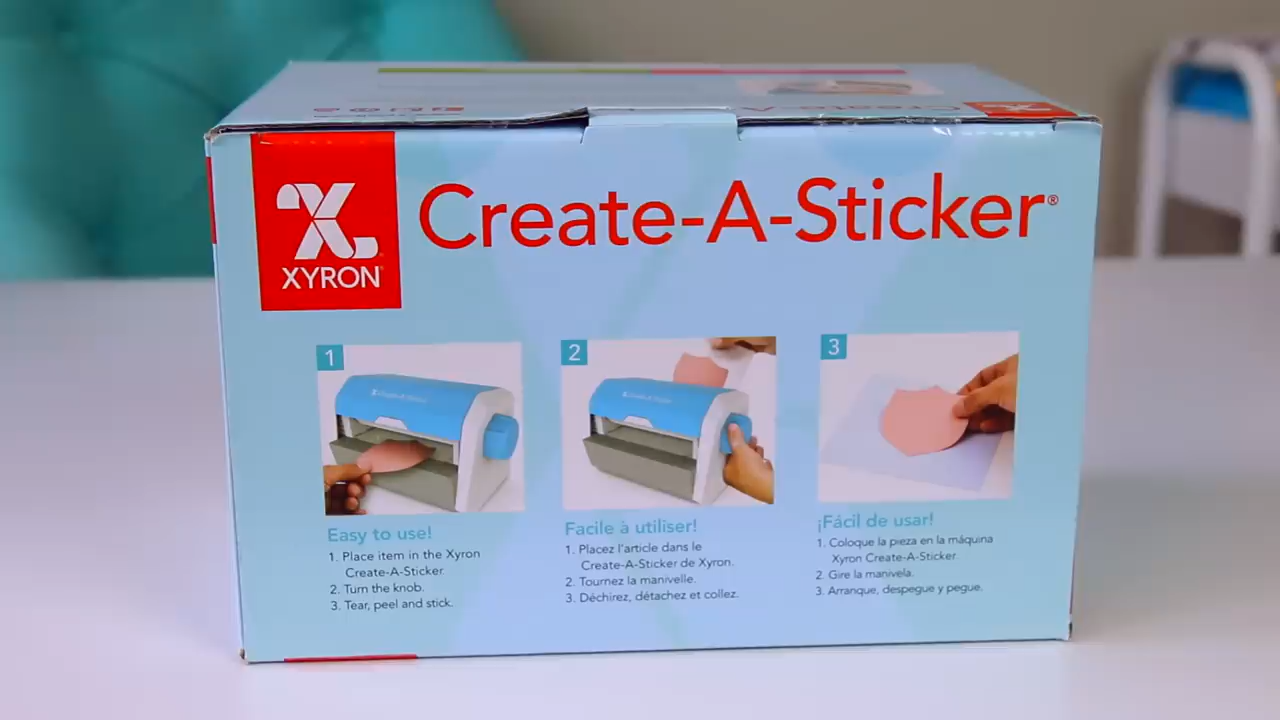 XYRON
Create-A-Sticker®
1
2
3
Create-A-Sticker
Easy to use!
1. Place item in the Xyron
Create-A-Sticker.
2. Turn the knob.
3. Tear, peel and stick.
Facile à utiliser!
1. Placez l'article dans le
Create-A-Sticker de Xyron.
2. Tournez la manivelle.
3. Déchirez, détachez et collez.
¡Fácil de usar!
1. Coloque la pieza en la máquina
Xyron Create-A-Sticker.
2. Gire la manivela.
3. Arranque, despegue y pegue.